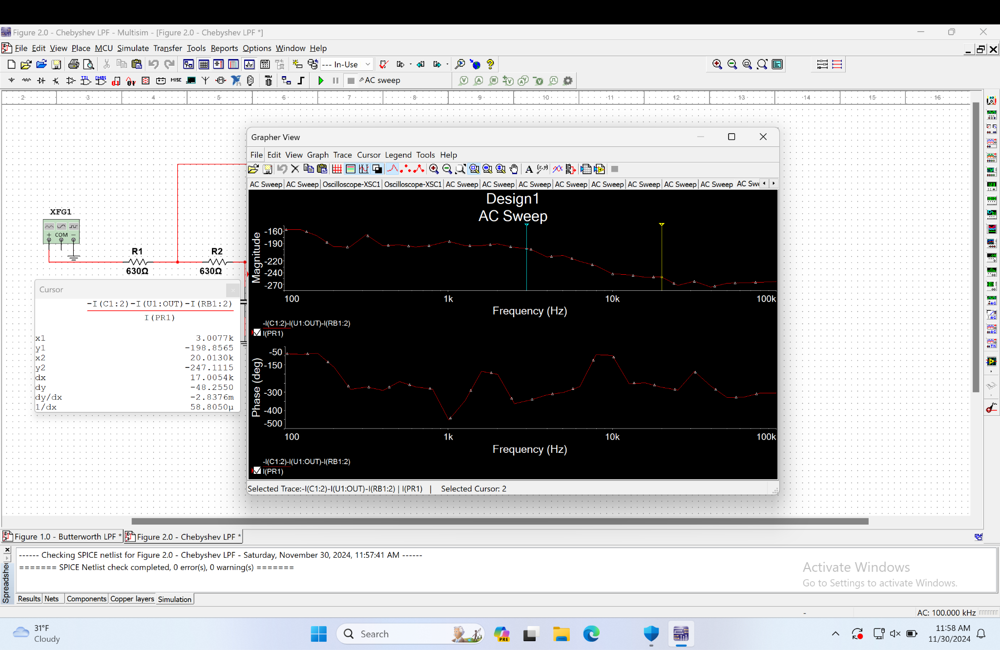 Figure 2.0 - Chebyshev LPF - Multisim - [Figure 2.0 - Chebyshev LPF *]
File Edit View Place MCU Simulate Transfer Tools Reports Options Window Help
--- In-Use
TTL CMOS MISC
AC sweep
2 3 4 5 6 7 8 9 10 11 12 13 14 15 16
Grapher View
File Edit View Graph Trace Cursor Legend Tools Help
AC Sweep AC Sweep Oscilloscope-XSC1 Oscilloscope-XSC1 AC Sweep AC Sweep AC Sweep AC Sweep AC Sweep AC Sweep AC Sweep AC Sweep AC Swe
Design1
AC Sweep
Magnitude
-160
-190
-220
-240
-270
100 1k 10k 100k
Frequency (Hz)
-I(C1:2)-I(U1:OUT)-I(RB1:2)
I(PR1)
Phase (deg)
-50
-150
-300
-400
-500
100 1k 10k 100k
Frequency (Hz)
-I(C1:2)-I(U1:OUT)-I(RB1:2)
I(PR1)
Selected Trace:-I(C1:2)-I(U1:OUT)-I(RB1:2) | I(PR1) | Selected Cursor: 2
XFG1
+ COM -
R1
630Ω
R2
630Ω
Cursor
-I(C1:2)-I(U1:OUT)-I(RB1:2)
I(PR1)
x1 3.0077k
y1 -198.8565
x2 20.0130k
y2 -247.1115
dx 17.0054k
dy -48.2550
dy/dx -2.8376m
1/dx 58.8050µ
Figure 1.0 - Butterworth LPF * Figure 2.0 - Chebyshev LPF *
Spreadshee
------ Checking SPICE netlist for Figure 2.0 - Chebyshev LPF - Saturday, November 30, 2024, 11:57:41 AM ------
======= SPICE Netlist check completed, 0 error(s), 0 warning(s) =======
Activate Windows
Go to Settings to activate Windows.
Results Nets Components Copper layers Simulation
- AC: 100.000 kHz
31°F
Cloudy
Search
PRE
11:58 AM
11/30/2024